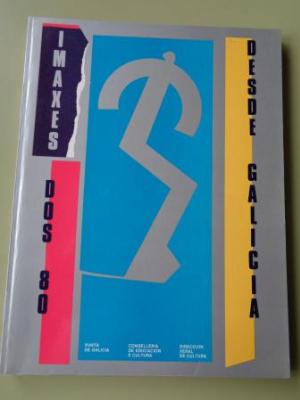 IMAXES
DOS 80
DESDE GALICIA
XUNTA
DE GALICIA
CONSELLERIA
DE EDUCACION
E CULTURA
DIRECCION
XERAL
DE CULTURA